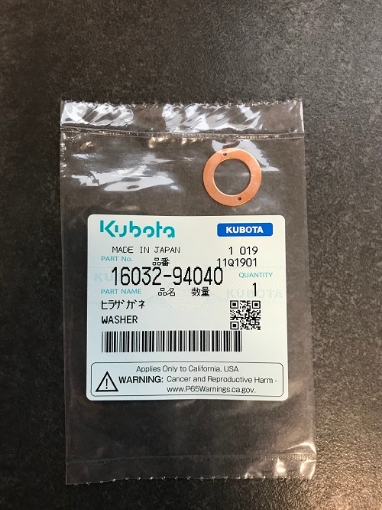 Kubota KUBOTA
MADE IN JAPAN 1 019
PART No. 品番 11Q1901
16032-94040 QUANTITY
PART NAME 品名 数量 1
ヒラザガネ
WASHER
Applies Only to California, USA
WARNING: Cancer and Reproductive Harm -
www.P65Warnings.ca.gov.